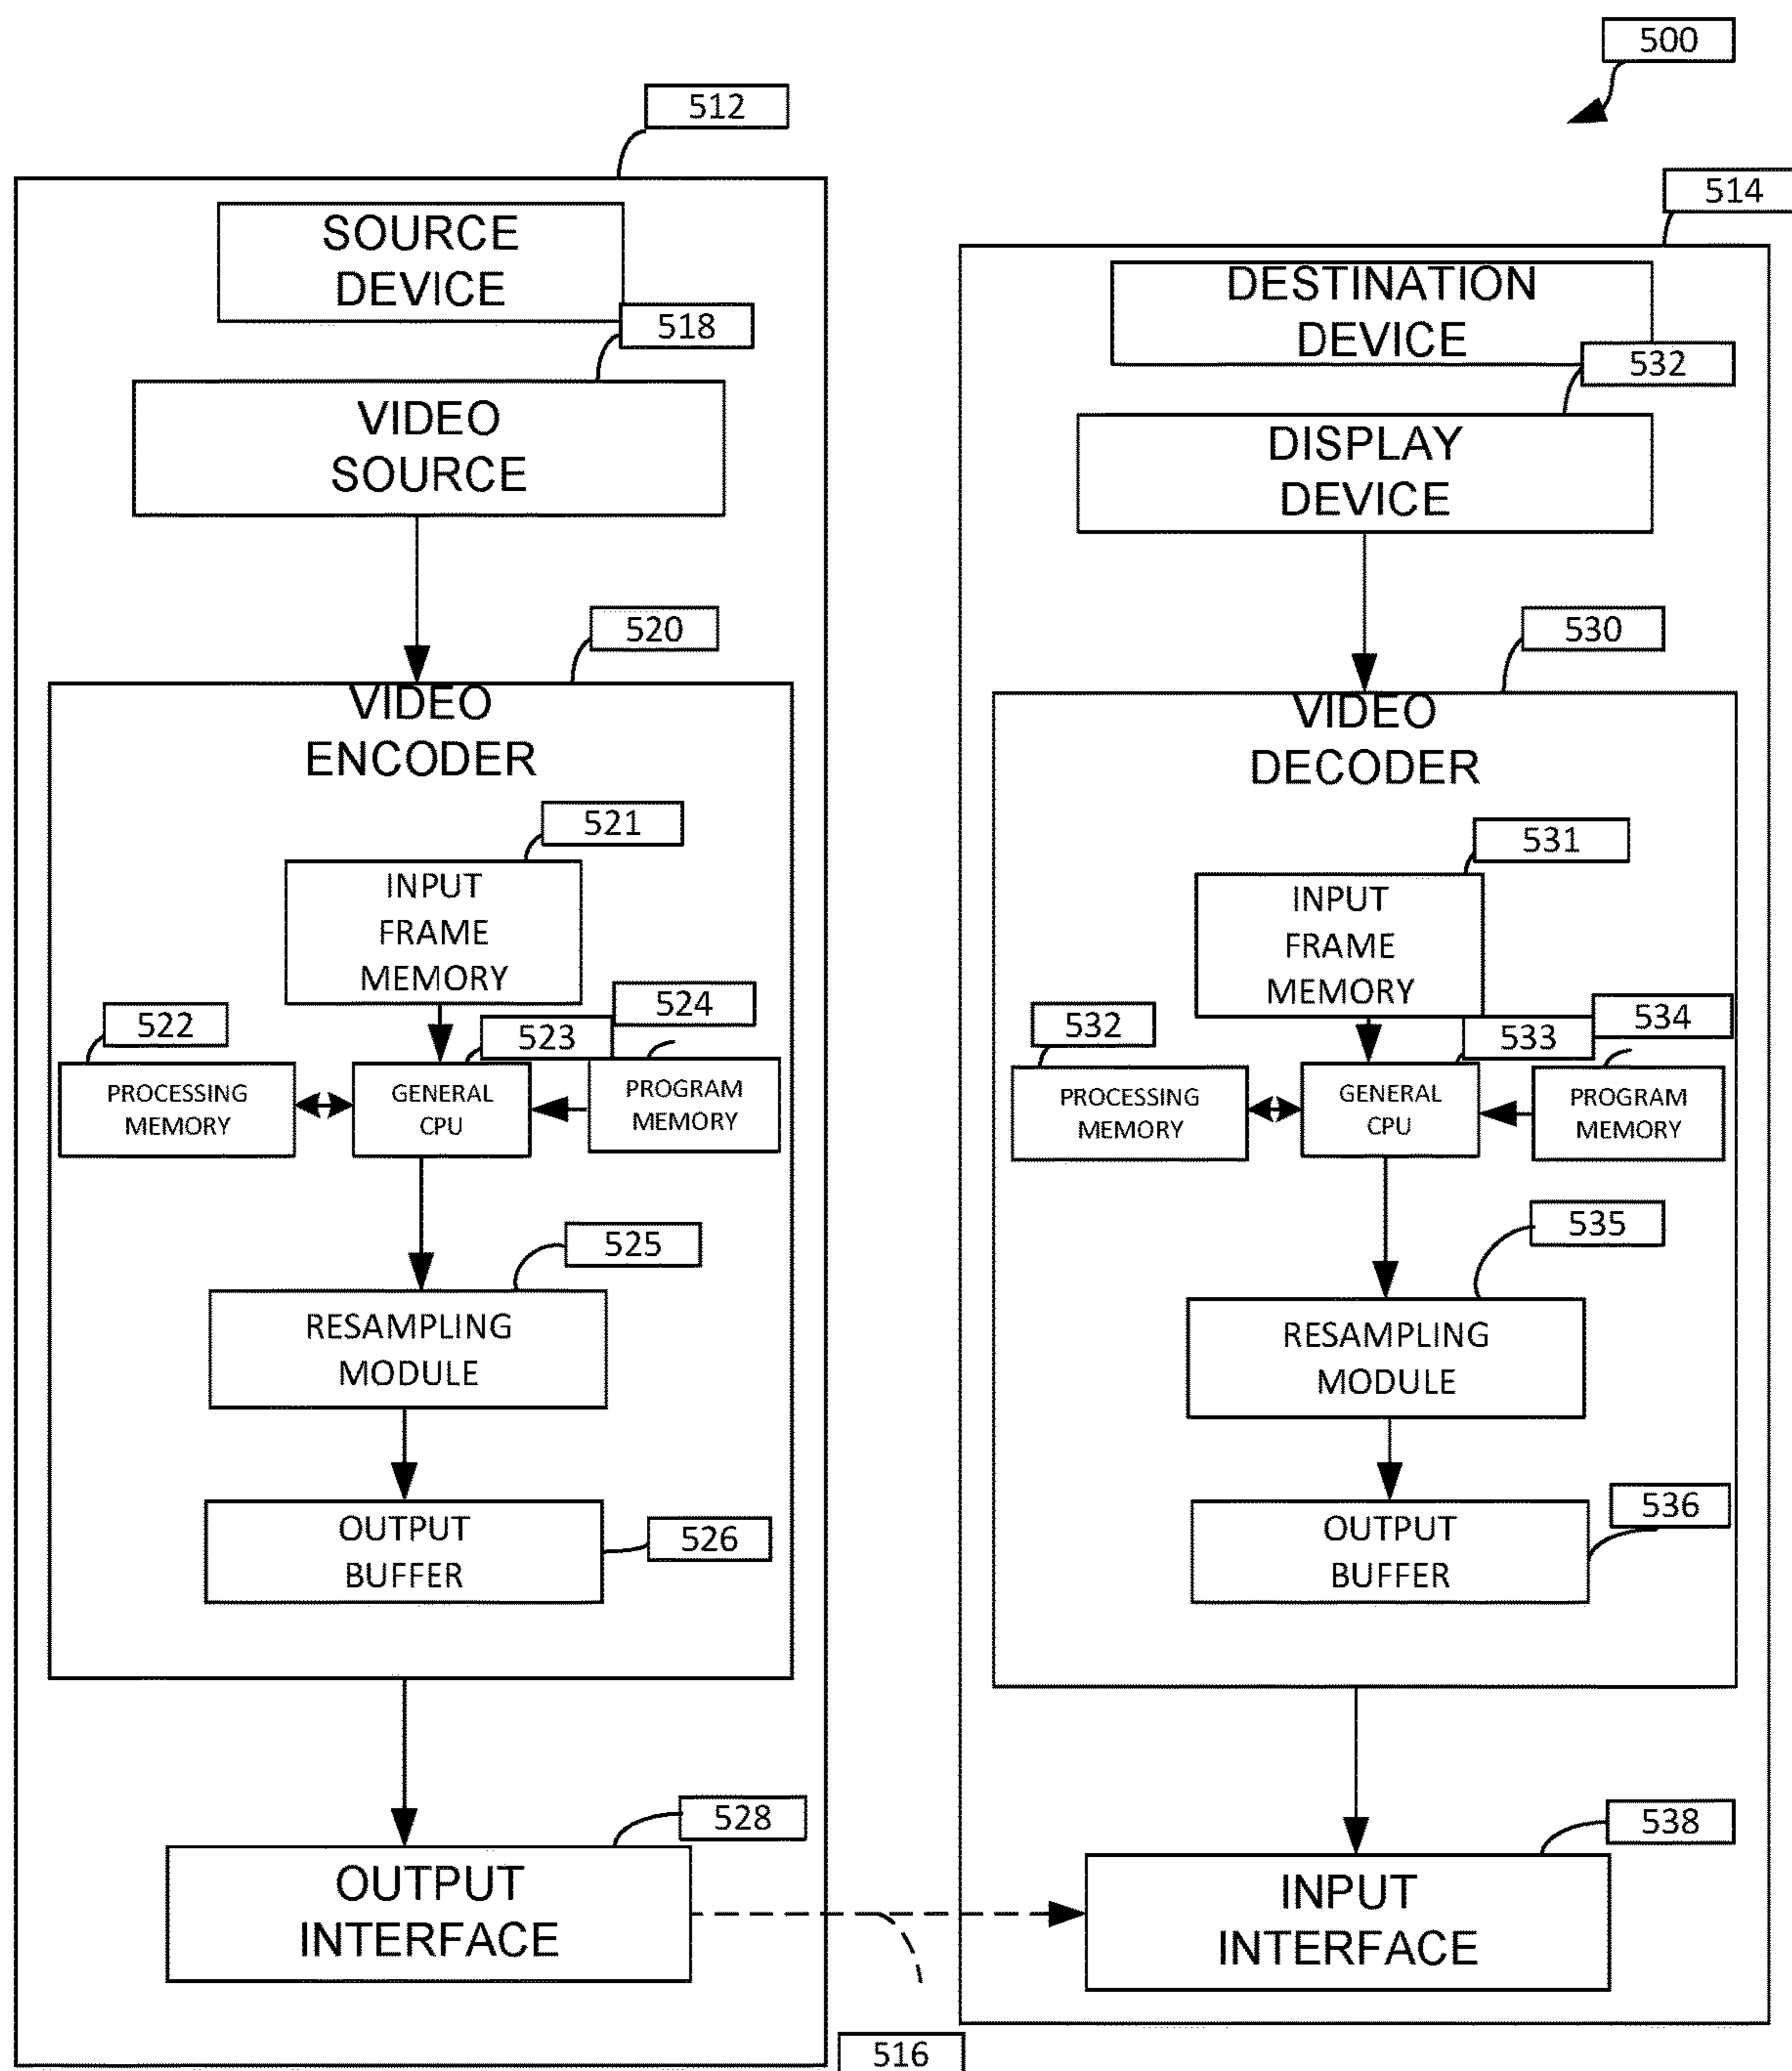 500
512
SOURCE
DEVICE
518
VIDEO
SOURCE
520
VIDEO
ENCODER
521
INPUT
FRAME
MEMORY
522
523
524
PROCESSING
MEMORY
GENERAL
CPU
PROGRAM
MEMORY
525
RESAMPLING
MODULE
OUTPUT
BUFFER
526
528
OUTPUT
INTERFACE
516
514
DESTINATION
DEVICE
532
DISPLAY
DEVICE
530
VIDEO
DECODER
531
INPUT
FRAME
MEMORY
532
533
534
PROCESSING
MEMORY
GENERAL
CPU
PROGRAM
MEMORY
535
RESAMPLING
MODULE
536
OUTPUT
BUFFER
538
INPUT
INTERFACE